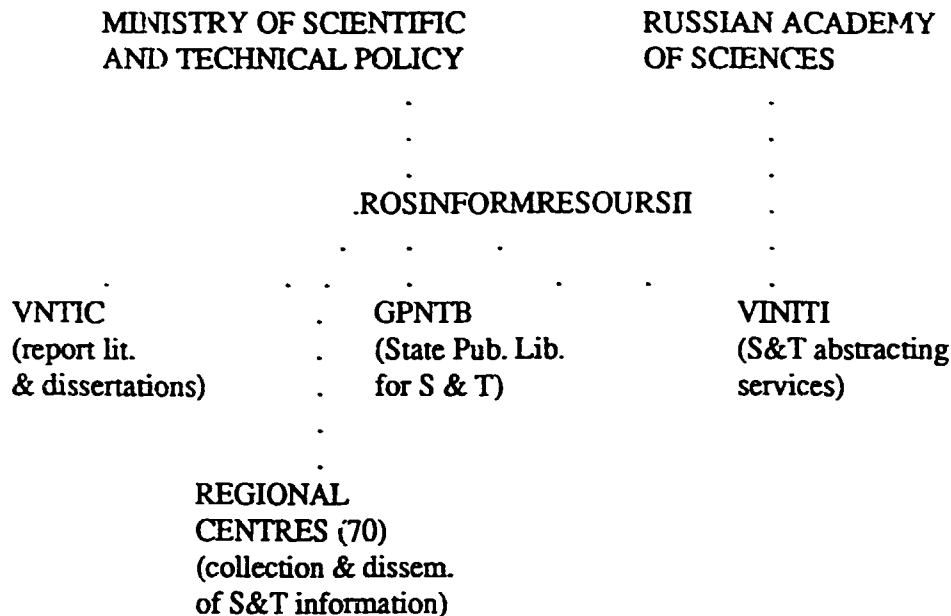 MINISTRY OF SCIENTIFIC
AND TECHNICAL POLICY
RUSSIAN ACADEMY
OF SCIENCES
.ROSINFORMRESOURSII
VNTIC
(report lit.
& dissertations)
GPNTB
(State Pub. Lib.
for S & T)
VINITI
(S&T abstracting
services)
REGIONAL
CENTRES (70)
(collection & dissem.
of S&T information)